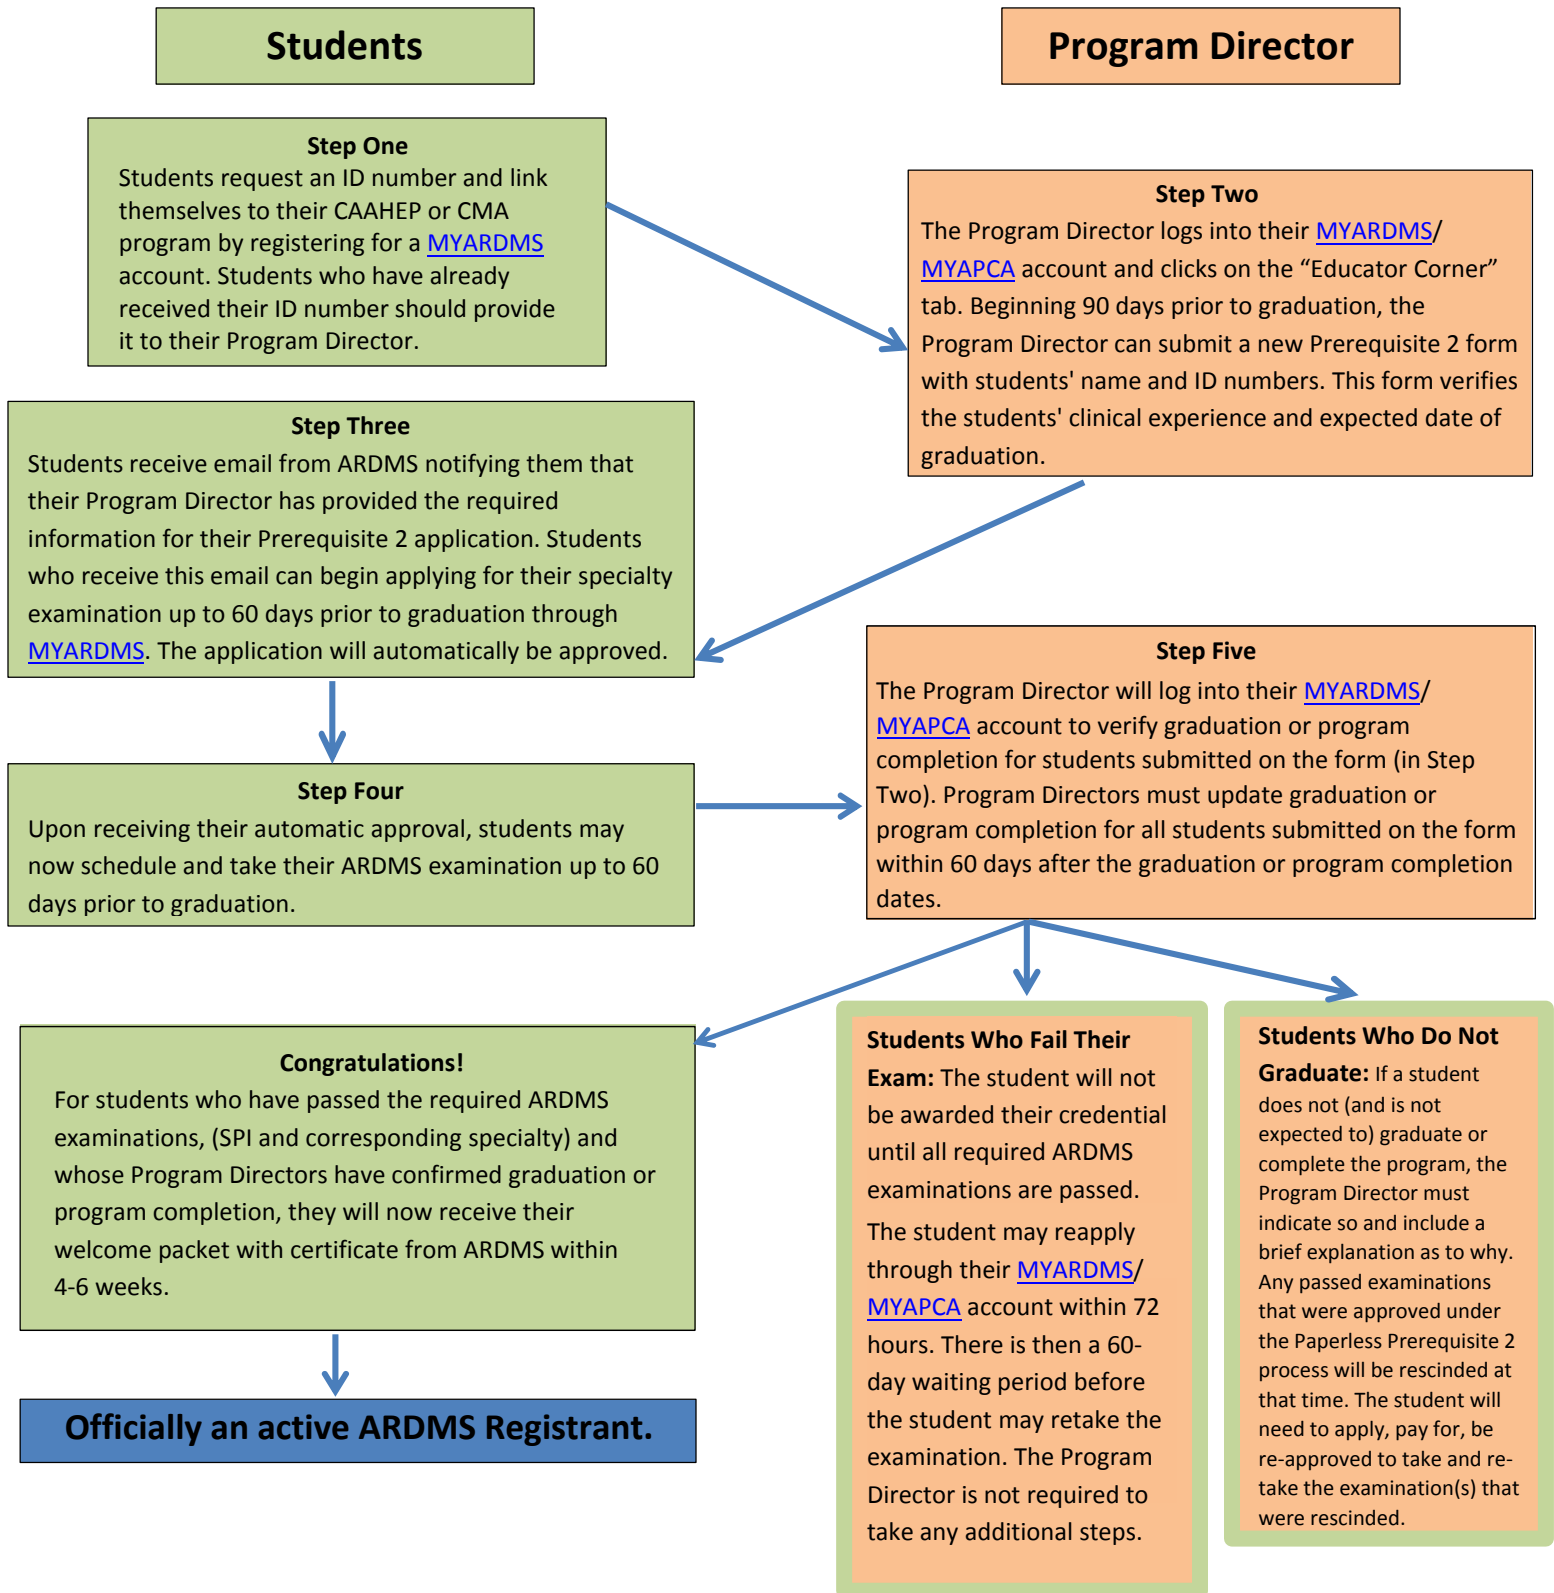 Students
Program Director
Step One
Students request an ID number and link
themselves to their CAAHEP or CMA
program by registering for a MYARDMS
account. Students who have already
received their ID number should provide
it to their Program Director.
Step Two
The Program Director logs into their MYARDMS/
MYAPCA account and clicks on the “Educator Corner”
tab. Beginning 90 days prior to graduation, the
Program Director can submit a new Prerequisite 2 form
with students' name and ID numbers. This form verifies
the students' clinical experience and expected date of
graduation.
Step Three
Students receive email from ARDMS notifying them that
their Program Director has provided the required
information for their Prerequisite 2 application. Students
who receive this email can begin applying for their specialty
examination up to 60 days prior to graduation through
MYARDMS. The application will automatically be approved.
Step Four
Upon receiving their automatic approval, students may
now schedule and take their ARDMS examination up to 60
days prior to graduation.
Step Five
The Program Director will log into their MYARDMS/
MYAPCA account to verify graduation or program
completion for students submitted on the form (in Step
Two). Program Directors must update graduation or
program completion for all students submitted on the form
within 60 days after the graduation or program completion
dates.
Congratulations!
For students who have passed the required ARDMS
examinations, (SPI and corresponding specialty) and
whose Program Directors have confirmed graduation or
program completion, they will now receive their
welcome packet with certificate from ARDMS within
4-6 weeks.
Officially an active ARDMS Registrant.
Students Who Fail Their
Exam: The student will not
be awarded their credential
until all required ARDMS
examinations are passed.
The student may reapply
through their MYARDMS/
MYAPCA account within 72
hours. There is then a 60-
day waiting period before
the student may retake the
examination. The Program
Director is not required to
take any additional steps.
Students Who Do Not
Graduate: If a student
does not (and is not
expected to) graduate or
complete the program, the
Program Director must
indicate so and include a
brief explanation as to why.
Any passed examinations
that were approved under
the Paperless Prerequisite 2
process will be rescinded at
that time. The student will
need to apply, pay for, be
re-approved to take and re-
take the examination(s) that
were rescinded.